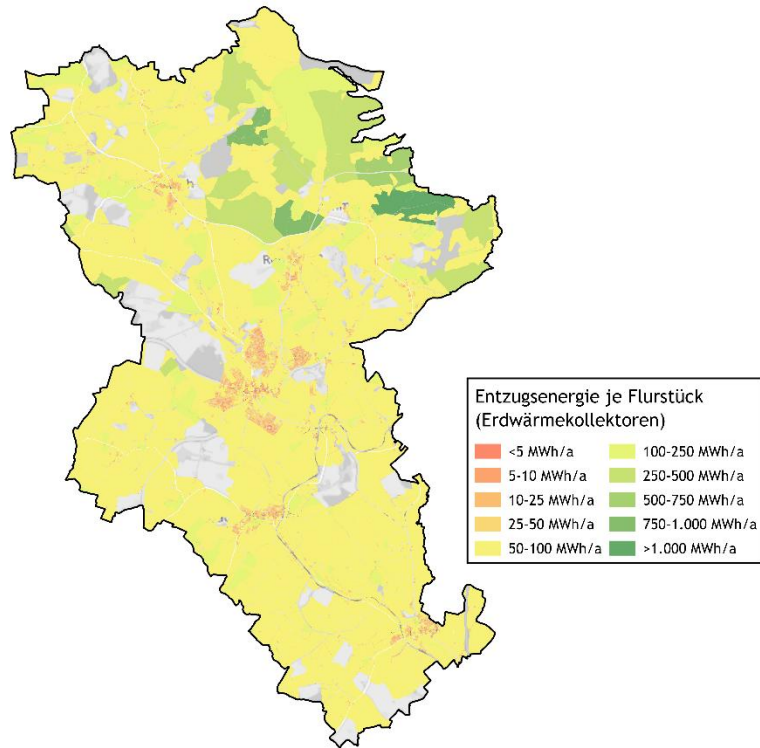 Entzugsenergie je Flurstück
(Erdwärmekollektoren)
<5 MWh/a
5-10 MWh/a
10-25 MWh/a
25-50 MWh/a
50-100 MWh/a
100-250 MWh/a
250-500 MWh/a
500-750 MWh/a
750-1.000 MWh/a
>1.000 MWh/a